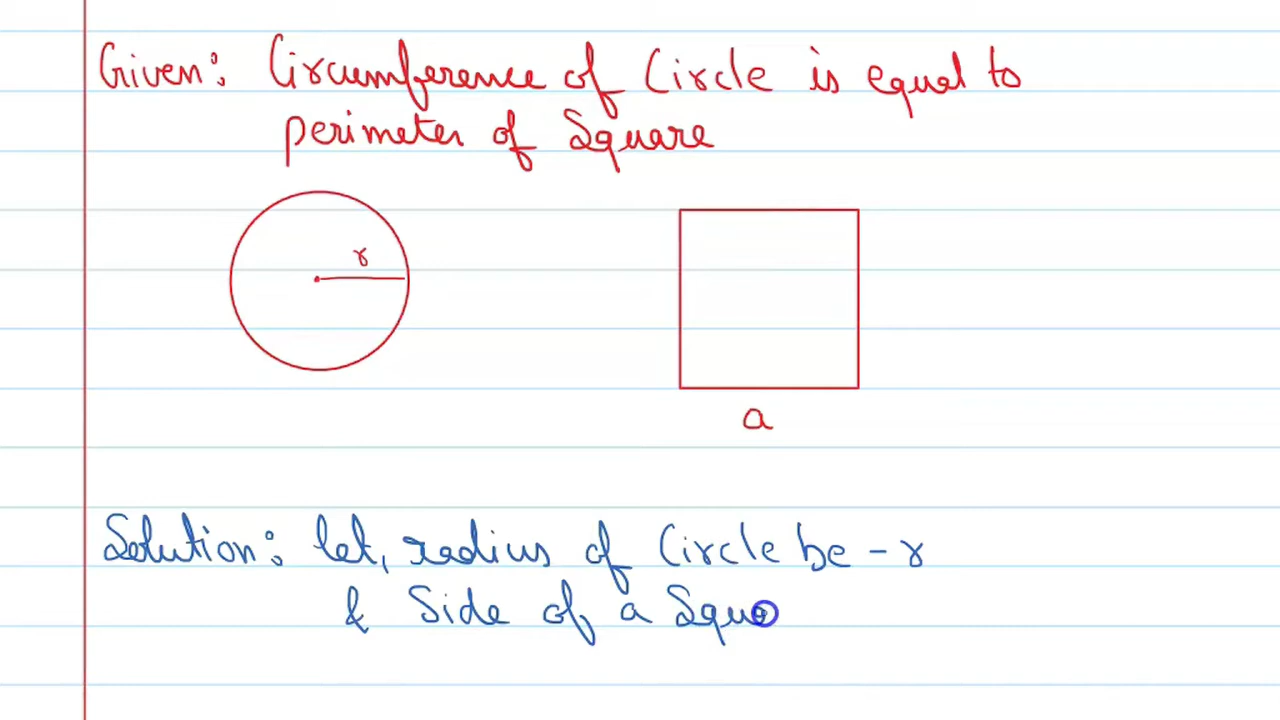 Given: Circumference of Circle is equal to
perimeter of Square
r
a
Solution: let, radius of Circle be - r
& Side of a Squa